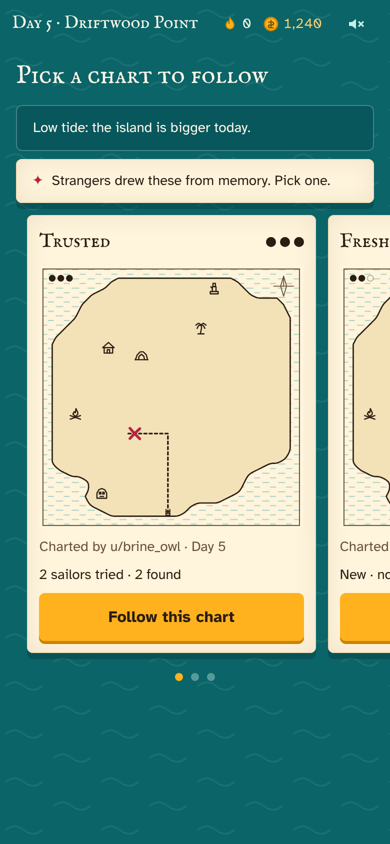 Day 5 · Driftwood Point
0
1,240
Pick a chart to follow
Low tide: the island is bigger today.
Strangers drew these from memory. Pick one.
Trusted
Charted by u/brine_owl · Day 5
2 sailors tried · 2 found
Follow this chart
Fresh
Charted
New · no